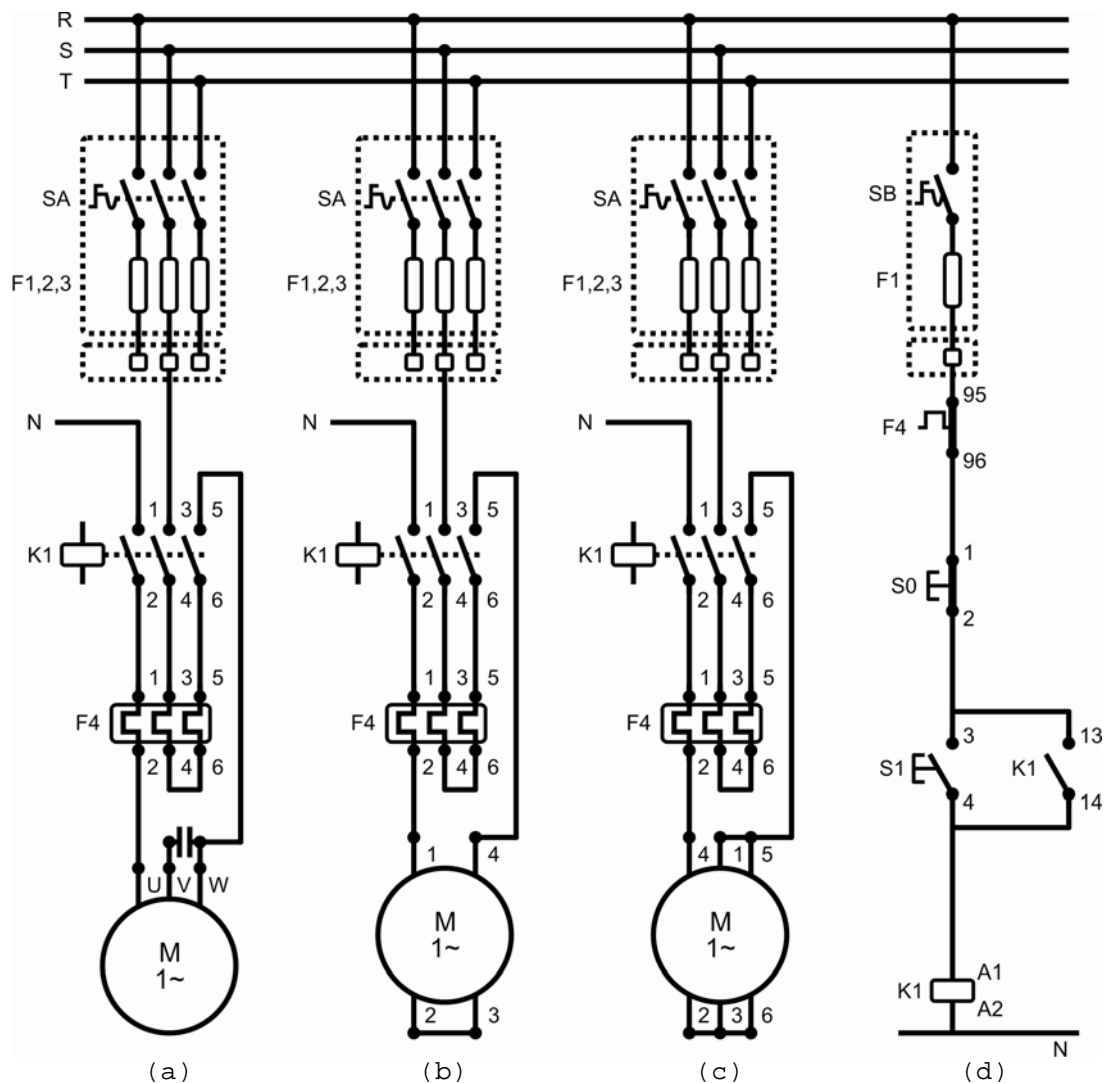 R
S
T
SA SA SA SB
F1,2,3 F1,2,3 F1,2,3 F1
95
N N N F4
96
1 3 5 1 3 5 1 3 5
K1 K1 K1 1
S0
2 4 6 2 4 6 2 4 6 2
1 3 5 1 3 5 1 3 5
F4 F4 F4
2 4 6 2 4 6 2 4 6 3 13
S1 K1
4 14
1 4 4 1 5
U V W
M M M
1~ 1~ 1~
A1
K1
A2
2 3 2 3 6
N
(a) (b) (c) (d)